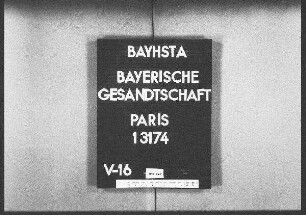 BAYHSTA
BAYERISCHE
GESANDTSCHAFT
PARIS
13174
V-16